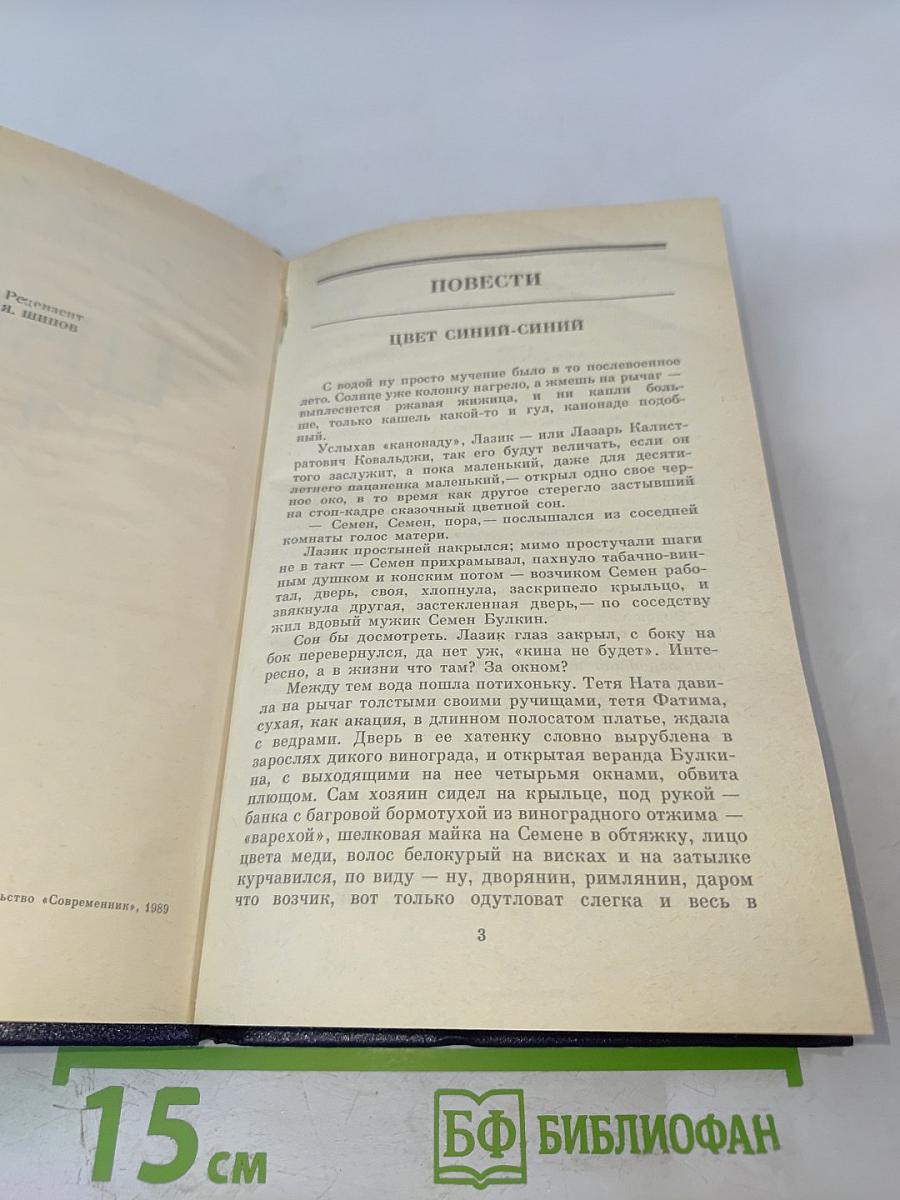 Рецензент
Я. ШИПОВ
ьство «Современник», 1989
ПОВЕСТИ
ЦВЕТ СИНИЙ-СИНИЙ
С водой ну просто мучение было в то послевоенное
лето. Солнце уже колонку нагрело, а жмешь на рычаг —
выплеснется ржавая жижица, и ни капли боль-
ше, только кашель какой-то и гул, канонаде подоб-
ный.
Услыхав «канонаду», Лазик — или Лазарь Калист-
ратович Ковальджи, так его будут величать, если он
того заслужит, а пока маленький, даже для десяти-
летнего пацаненка маленький,— открыл одно свое чер-
ное око, в то время как другое стерегло застывший
на стоп-кадре сказочный цветной сон.
— Семен, Семен, пора,— послышался из соседней
комнаты голос матери.
Лазик простыней накрылся; мимо простучали шаги
не в такт — Семен прихрамывал, пахнуло табачно-вин-
ным душком и конским потом — возчиком Семен рабо-
тал, дверь, своя, хлопнула, заскрипело крыльцо, и
звякнула другая, застекленная дверь,— по соседству
жил вдовый мужик Семен Булкин.
Сон бы досмотреть. Лазик глаз закрыл, с боку на
бок перевернулся, да нет уж, «кина не будет». Инте-
ресно, а в жизни что там? За окном?
Между тем вода пошла потихоньку. Тетя Ната дави-
ла на рычаг толстыми своими ручищами, тетя Фатима,
сухая, как акация, в длинном полосатом платье, ждала
с ведрами. Дверь в ее хатенку словно вырублена в
зарослях дикого винограда, и открытая веранда Булки-
на, с выходящими на нее четырьмя окнами, обвита
плющом. Сам хозяин сидел на крыльце, под рукой —
банка с багровой бормотухой из виноградного отжима —
«варехой», шелковая майка на Семене в обтяжку, лицо
цвета меди, волос белокурый на висках и на затылке
курчавился, по виду — ну, дворянин, римлянин, даром
что возчик, вот только одутловат слегка и весь в
3
15 см
БФ БИБЛИОФАН